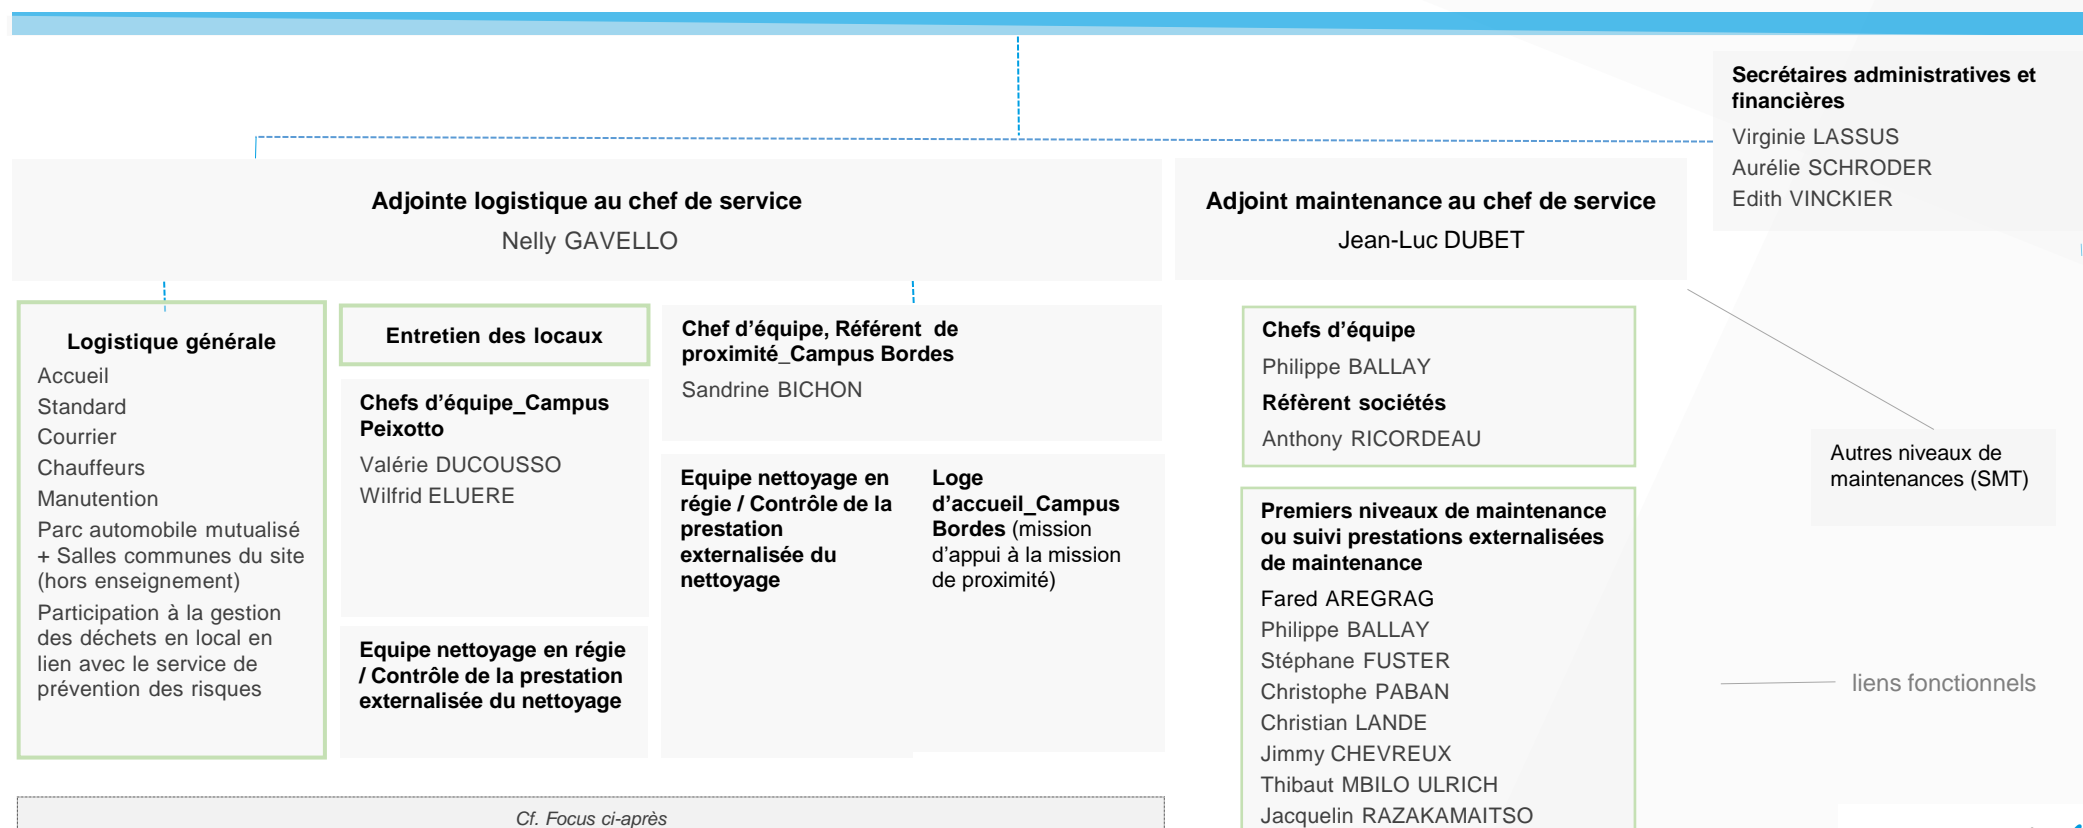 Secrétaires administratives et
financières
Virginie LASSUS
Aurélie SCHRODER
Edith VINCKIER
Adjointe logistique au chef de service
Nelly GAVELLO
Adjoint maintenance au chef de service
Jean-Luc DUBET
Logistique générale
Accueil
Standard
Courrier
Chauffeurs
Manutention
Parc automobile mutualisé
+ Salles communes du site
(hors enseignement)
Participation à la gestion
des déchets en local en
lien avec le service de
prévention des risques
Entretien des locaux
Chefs d’équipe_Campus
Peixotto
Valérie DUCOUSSO
Wilfrid ELUERE
Equipe nettoyage en régie
/ Contrôle de la prestation
externalisée du nettoyage
Chef d’équipe, Référent de
proximité_Campus Bordes
Sandrine BICHON
Equipe nettoyage en
régie / Contrôle de la
prestation
externalisée du
nettoyage
Loge
d’accueil_Campus
Bordes (mission
d’appui à la mission
de proximité)
Chefs d’équipe
Philippe BALLAY
Réfèrent sociétés
Anthony RICORDEAU
Premiers niveaux de maintenance
ou suivi prestations externalisées
de maintenance
Fared AREGRAG
Philippe BALLAY
Stéphane FUSTER
Christophe PABAN
Christian LANDE
Jimmy CHEVREUX
Thibaut MBILO ULRICH
Jacquelin RAZAKAMAITSO
Autres niveaux de
maintenances (SMT)
liens fonctionnels
Cf. Focus ci-après